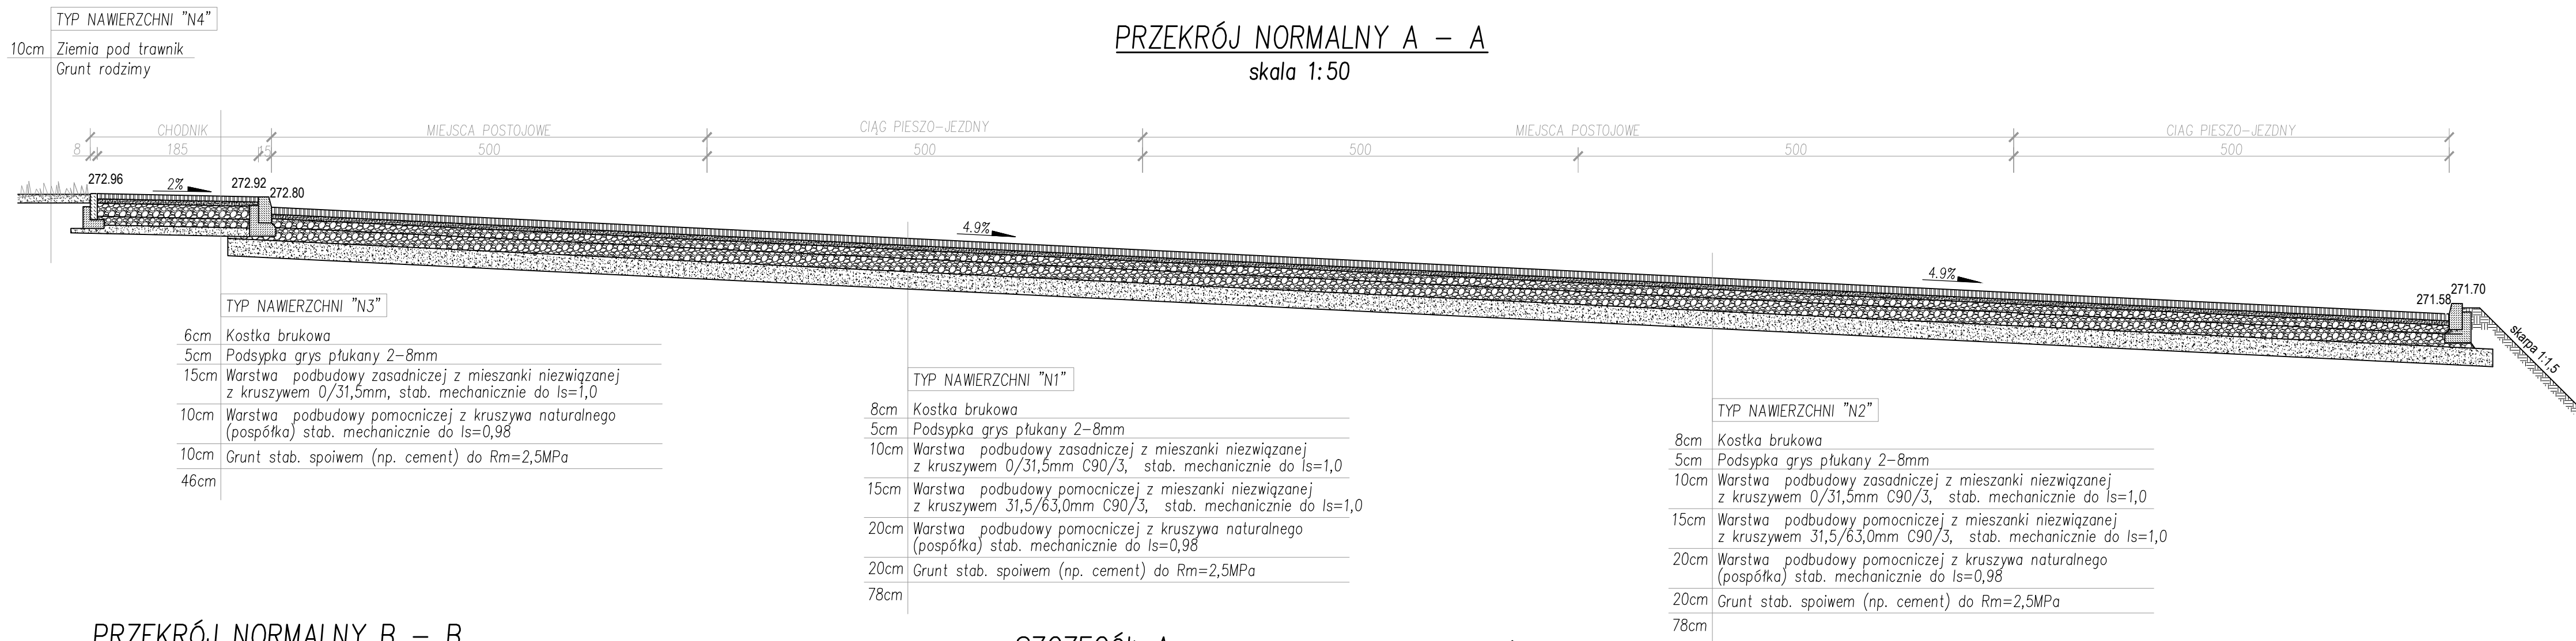 TYP NAWIERZCHNI "N4"
10cm Ziemia pod trawnik
Grunt rodzimy
PRZEKRÓJ NORMALNY A – A
skala 1:50
CHODNIK
MIEJSCA POSTOJOWE
CIĄG PIESZO-JEZDNY
MIEJSCA POSTOJOWE
CIĄG PIESZO-JEZDNY
8 185 15 500 500 500 500 500
272.96
2%
272.92
272.80
4.9%
4.9%
271.58
271.70
skarpa 1:1,5
TYP NAWIERZCHNI "N3"
6cm Kostka brukowa
5cm Podsypka grys płukany 2-8mm
15cm Warstwa podbudowy zasadniczej z mieszanki niezwiązanej
z kruszywem 0/31,5mm, stab. mechanicznie do Is=1,0
10cm Warstwa podbudowy pomocniczej z kruszywa naturalnego
(pospółka) stab. mechanicznie do Is=0,98
10cm Grunt stab. spoiwem (np. cement) do Rm=2,5MPa
46cm
TYP NAWIERZCHNI "N1"
8cm Kostka brukowa
5cm Podsypka grys płukany 2-8mm
10cm Warstwa podbudowy zasadniczej z mieszanki niezwiązanej
z kruszywem 0/31,5mm C90/3, stab. mechanicznie do Is=1,0
15cm Warstwa podbudowy pomocniczej z mieszanki niezwiązanej
z kruszywem 31,5/63,0mm C90/3, stab. mechanicznie do Is=1,0
20cm Warstwa podbudowy pomocniczej z kruszywa naturalnego
(pospółka) stab. mechanicznie do Is=0,98
20cm Grunt stab. spoiwem (np. cement) do Rm=2,5MPa
78cm
TYP NAWIERZCHNI "N2"
8cm Kostka brukowa
5cm Podsypka grys płukany 2-8mm
10cm Warstwa podbudowy zasadniczej z mieszanki niezwiązanej
z kruszywem 0/31,5mm C90/3, stab. mechanicznie do Is=1,0
15cm Warstwa podbudowy pomocniczej z mieszanki niezwiązanej
z kruszywem 31,5/63,0mm C90/3, stab. mechanicznie do Is=1,0
20cm Warstwa podbudowy pomocniczej z kruszywa naturalnego
(pospółka) stab. mechanicznie do Is=0,98
20cm Grunt stab. spoiwem (np. cement) do Rm=2,5MPa
78cm
PRZEKRÓJ NORMALNY B – B
SZCZEGÓŁ A